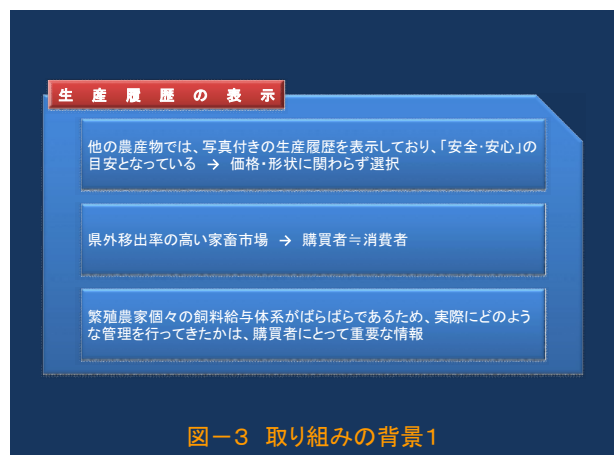 生産履歴の表示
他の農産物では、写真付きの生産履歴を表示しており、「安全・安心」の
目安となっている → 価格・形状に関わらず選択
県外移出率の高い家畜市場 → 購買者≒消費者
繁殖農家個々の飼料給与体系がばらばらであるため、実際にどのよう
な管理を行ってきたかは、購買者にとって重要な情報
図－３ 取り組みの背景１